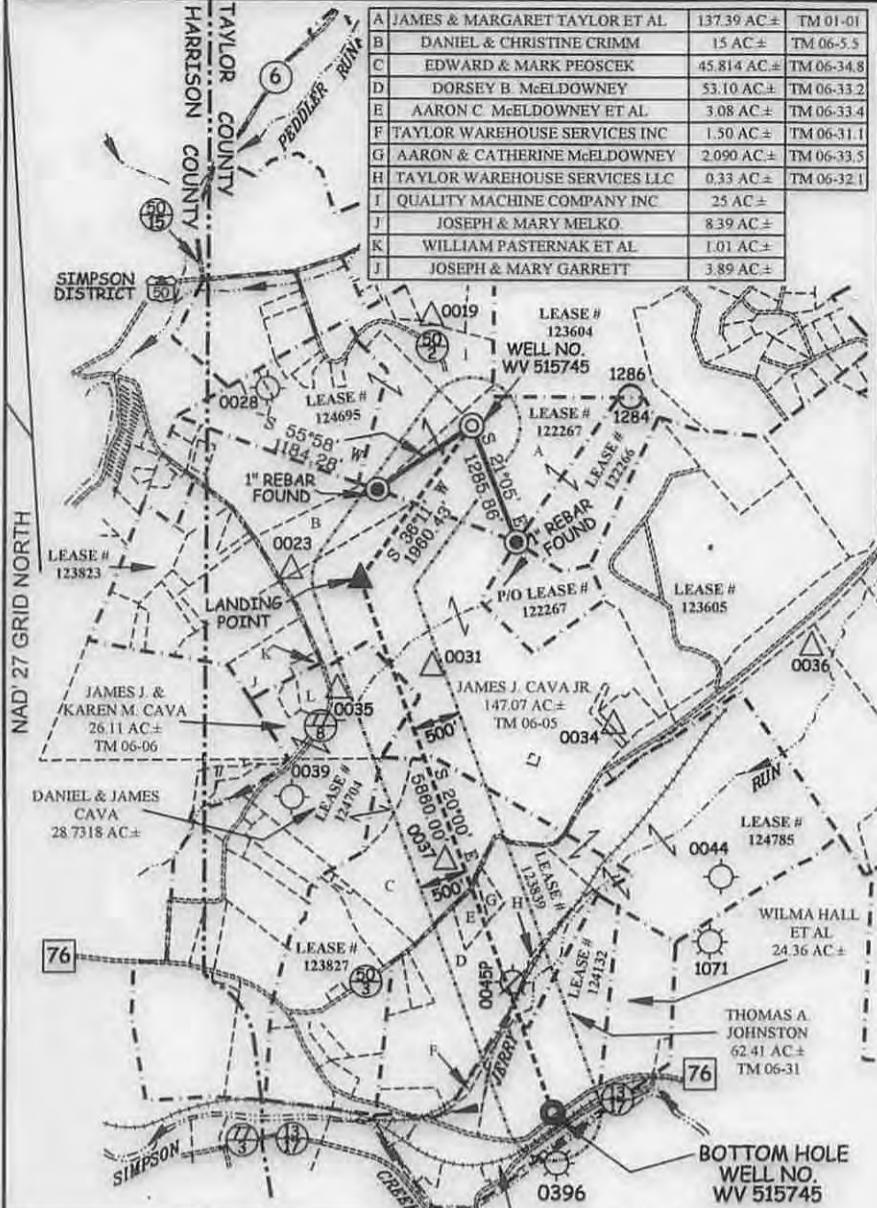 A JAMES & MARGARET TAYLOR ET AL 137.39 AC ± TM 01-01
B DANIEL & CHRISTINE CRIMM 15 AC ± TM 06-5.5
C EDWARD & MARK PEOSCEK 45.814 AC ± TM 06-34.8
D DORSEY B. McELDOWNEY 53.10 AC ± TM 06-33.2
E AARON C. McELDOWNEY ET AL 3.08 AC ± TM 06-33.4
F TAYLOR WAREHOUSE SERVICES INC 1.50 AC ± TM 06-31.1
G AARON & CATHERINE McELDOWNEY 2.090 AC ± TM 06-33.5
H TAYLOR WAREHOUSE SERVICES LLC 0.33 AC ± TM 06-32.1
I QUALITY MACHINE COMPANY INC 25 AC ±
J JOSEPH & MARY MELKO 8.39 AC ±
K WILLIAM PASTERNAK ET AL 1.01 AC ±
J JOSEPH & MARY GARRETT 3.89 AC ±
TAYLOR COUNTY
HARRISON COUNTY
6
PEDDLER RUN
50
15
SIMPSON
DISTRICT
50
0019
50
2
I
LEASE #
123604
WELL NO.
WV 515745
0028
LEASE #
124695
1286
1284
LEASE #
122267
A
LEASE #
122266
S 55°58' W
1184.28'
1" REBAR
FOUND
S 21°05' E
1285.86'
1" REBAR
FOUND
S 36°11' W
1960.43'
B
0023
LEASE #
123823
NAD' 27 GRID NORTH
LANDING
POINT
P/O LEASE #
122267
LEASE #
123605
0031
0036
K
J
L
0035
JAMES J. &
KAREN M. CAVA
26.11 AC ±
TM 06-06
77
8
JAMES J. CAVA JR.
147.07 AC ±
TM 06-05
0034
500'
0039
LEASE #
124704
DANIEL & JAMES
CAVA
28.7318 AC ±
S 20°00' E
5860.00'
RUN
LEASE #
124785
0037
0044
C
500'
LEASE #
123839
G
E
H
D
WILMA HALL
ET AL
24.36 AC ±
76
LEASE #
123827
50
3
0045P
LEASE #
124132
1071
THOMAS A.
JOHNSTON
62.41 AC ±
TM 06-31
F
JERRY
76
13
17
SIMPSON
7
3
13
17
CREEK
0396
BOTTOM HOLE
WELL NO.
WV 515745